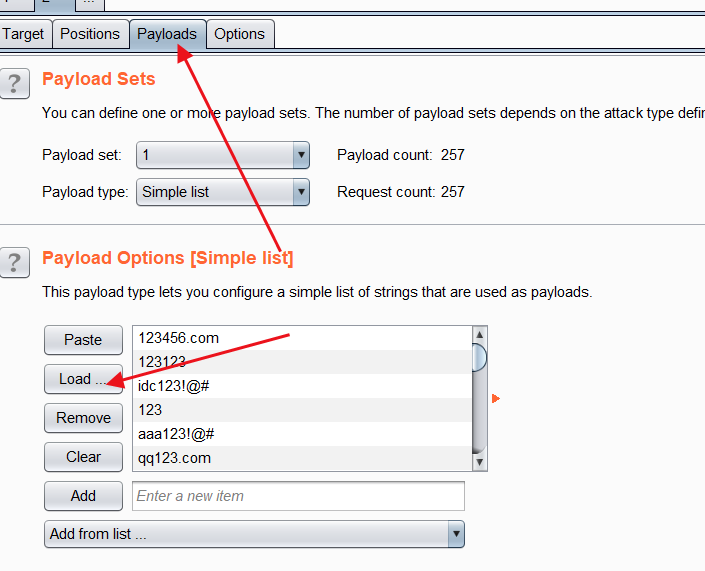 2 ...
Target Positions Payloads Options
? Payload Sets
You can define one or more payload sets. The number of payload sets depends on the attack type defin
Payload set: 1 Payload count: 257
Payload type: Simple list Request count: 257
? Payload Options [Simple list]
This payload type lets you configure a simple list of strings that are used as payloads.
Paste
Load ...
Remove
Clear
123456.com
123123
idc123!@#
123
aaa123!@#
qq123.com
Add Enter a new item
Add from list ...